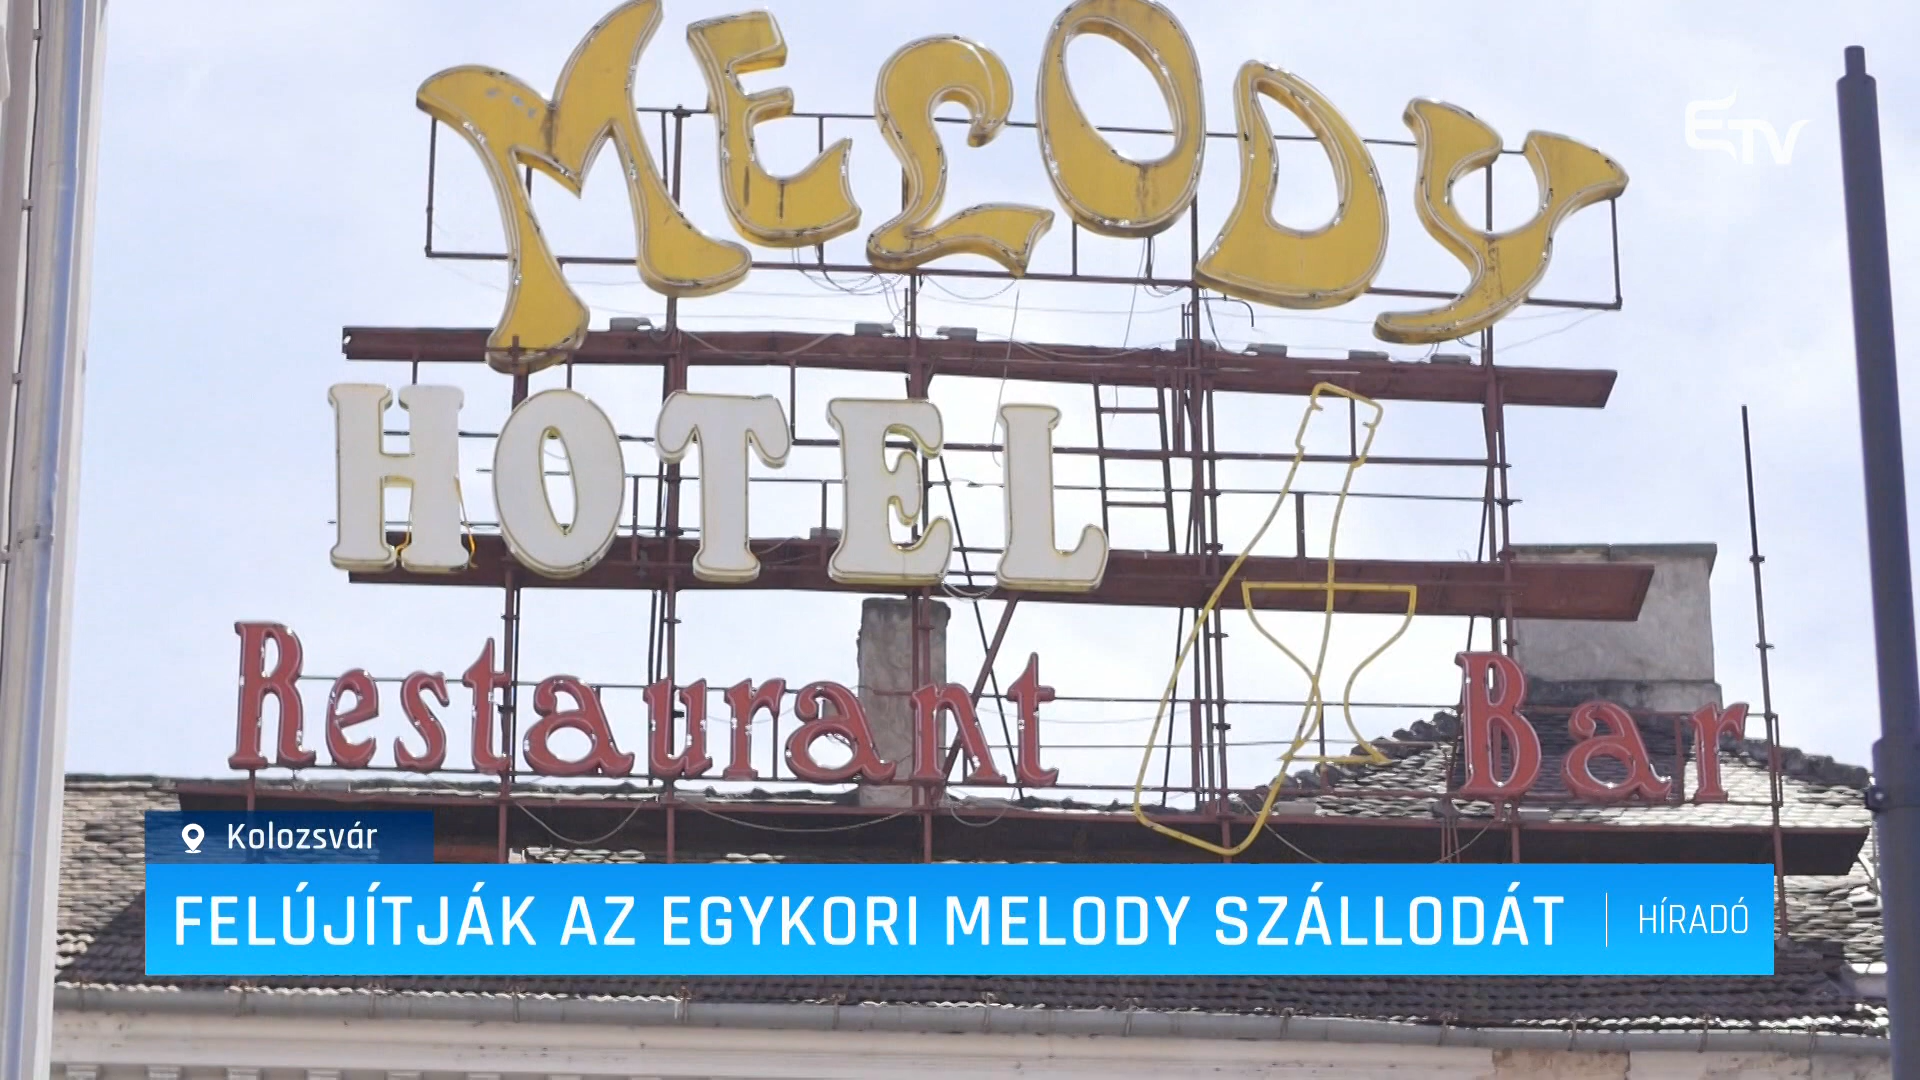 MELODY
ETV
HOTEL
Restaurant Bar
Kolozsvár
FELÚJÍTJÁK AZ EGYKORI MELODY SZÁLLODÁT | HÍRADÓ